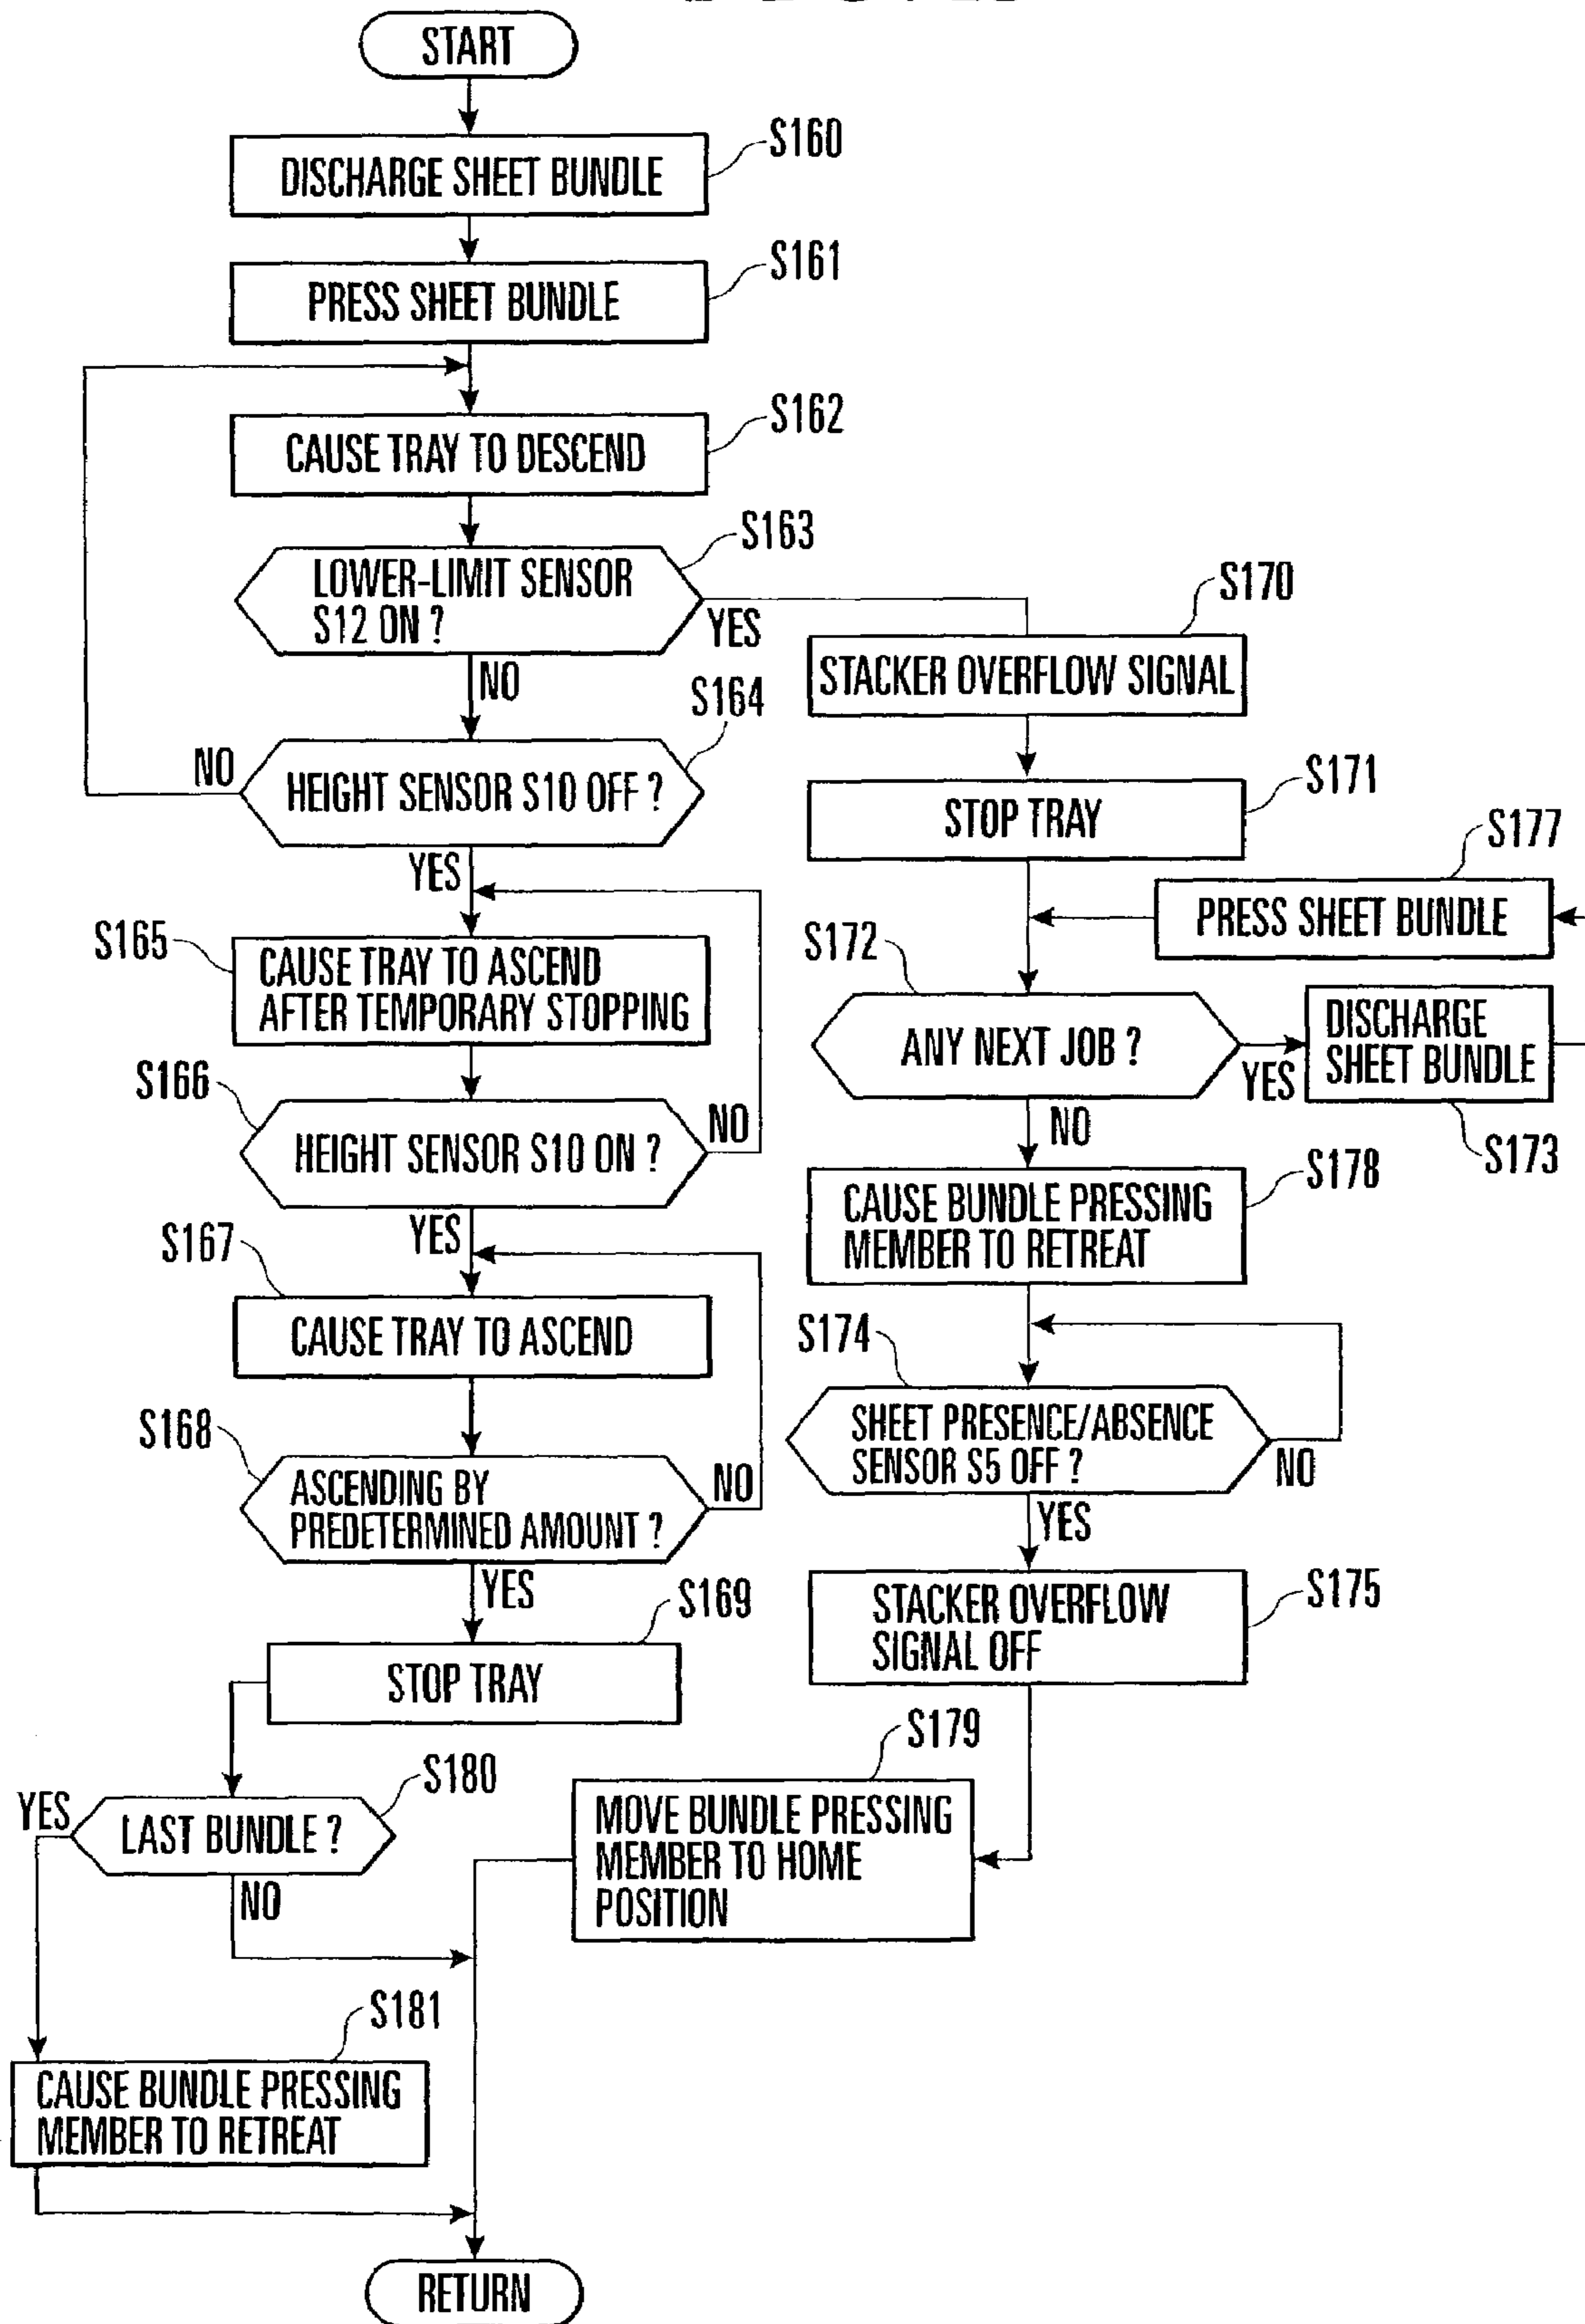 START
S160
DISCHARGE SHEET BUNDLE
S161
PRESS SHEET BUNDLE
S162
CAUSE TRAY TO DESCEND
S163
LOWER-LIMIT SENSOR
S12 ON ?
YES
NO
S164
HEIGHT SENSOR S10 OFF ?
NO
YES
S165
CAUSE TRAY TO ASCEND
AFTER TEMPORARY STOPPING
S166
HEIGHT SENSOR S10 ON ?
NO
YES
S167
CAUSE TRAY TO ASCEND
S168
ASCENDING BY
PREDETERMINED AMOUNT ?
NO
YES
S169
STOP TRAY
S180
YES
LAST BUNDLE ?
NO
S181
CAUSE BUNDLE PRESSING
MEMBER TO RETREAT
S170
STACKER OVERFLOW SIGNAL
S171
STOP TRAY
S177
PRESS SHEET BUNDLE
S172
ANY NEXT JOB ?
YES
DISCHARGE
SHEET BUNDLE
S173
NO
S178
CAUSE BUNDLE PRESSING
MEMBER TO RETREAT
S174
SHEET PRESENCE/ABSENCE
SENSOR S5 OFF ?
NO
YES
S175
STACKER OVERFLOW
SIGNAL OFF
S179
MOVE BUNDLE PRESSING
MEMBER TO HOME
POSITION
RETURN